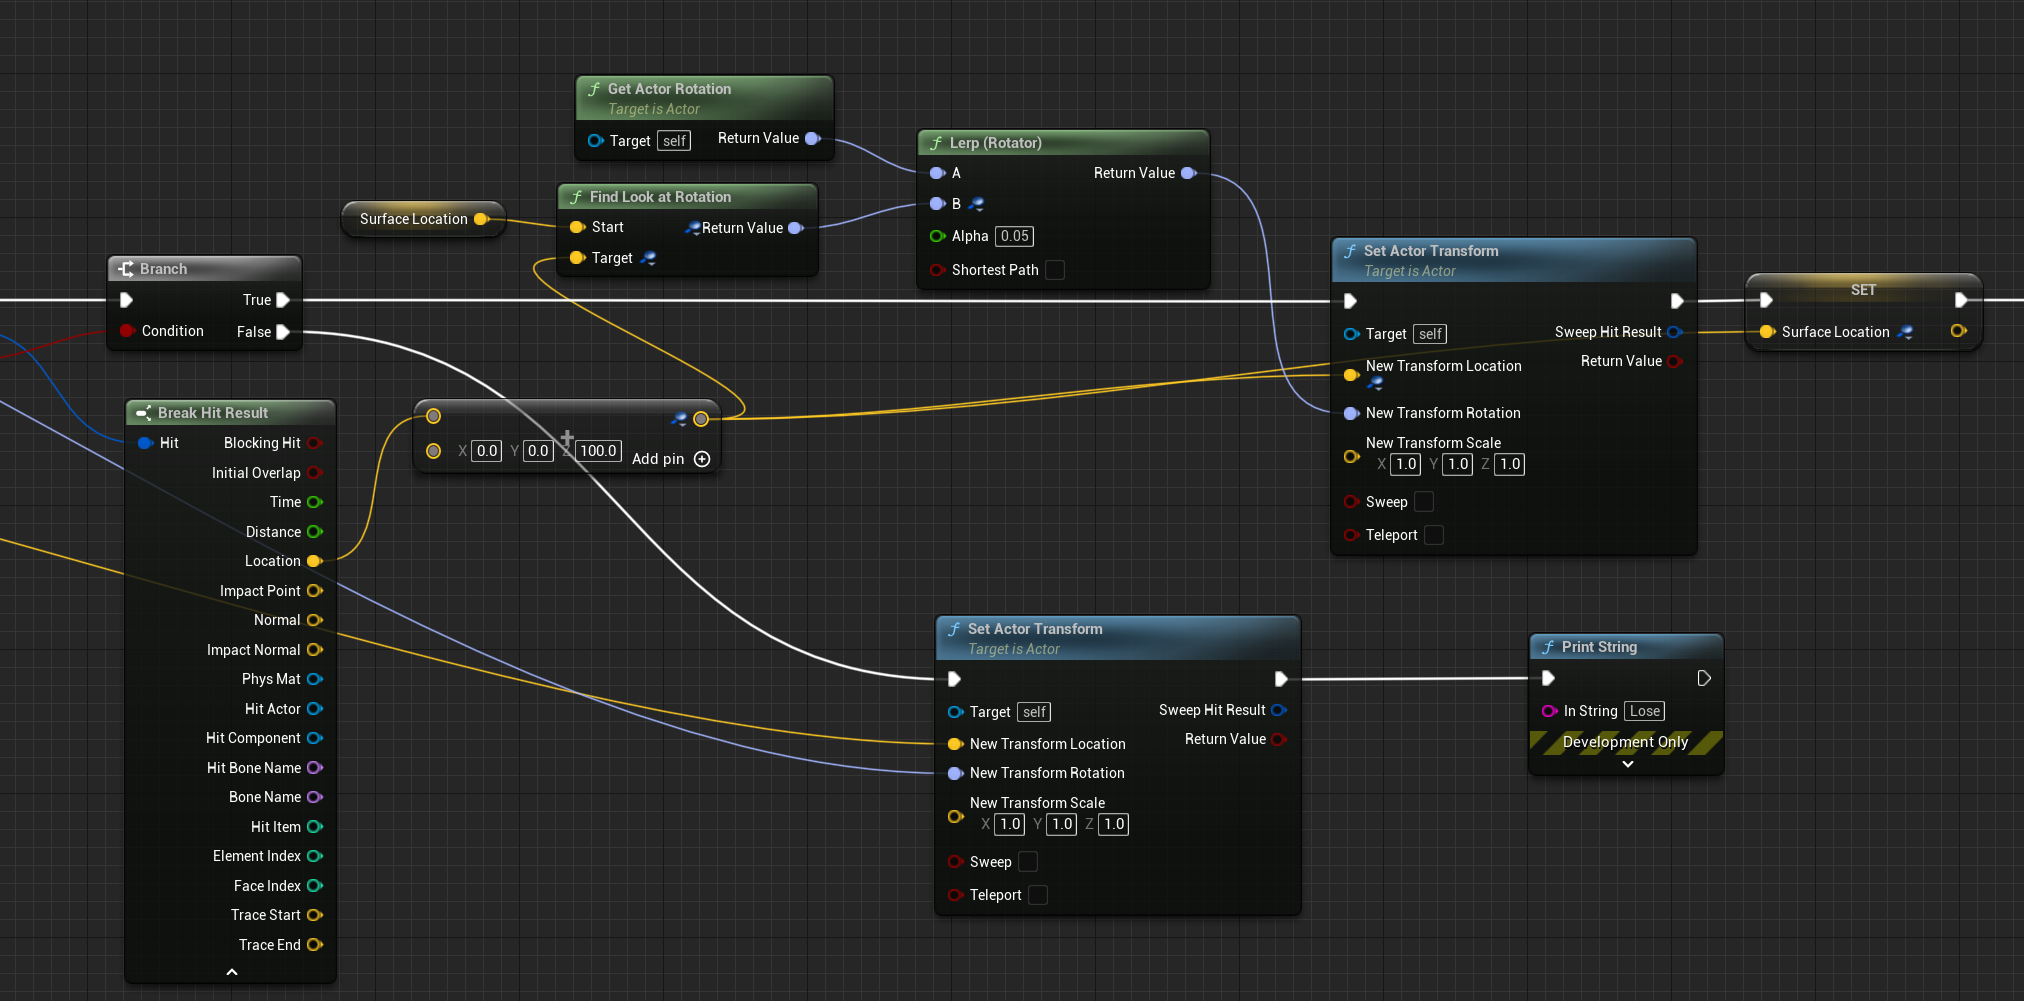 Get Actor Rotation
Target is Actor
Target self Return Value
Lerp (Rotator)
A Return Value
B
Alpha 0.05
Shortest Path
Find Look at Rotation
Start Return Value
Target
Surface Location
Branch
True
Condition False
Set Actor Transform
Target is Actor
Target self Sweep Hit Result
New Transform Location Return Value
New Transform Rotation
New Transform Scale
X 1.0 Y 1.0 Z 1.0
Sweep
Teleport
SET
Surface Location
Break Hit Result
Hit Blocking Hit
Initial Overlap
Time
Distance
Location
Impact Point
Normal
Impact Normal
Phys Mat
Hit Actor
Hit Component
Hit Bone Name
Bone Name
Hit Item
Element Index
Face Index
Trace Start
Trace End
X 0.0 Y 0.0 Z 100.0 Add pin
Set Actor Transform
Target is Actor
Target self Sweep Hit Result
Return Value
New Transform Location
New Transform Rotation
New Transform Scale
X 1.0 Y 1.0 Z 1.0
Sweep
Teleport
Print String
In String Lose
Development Only